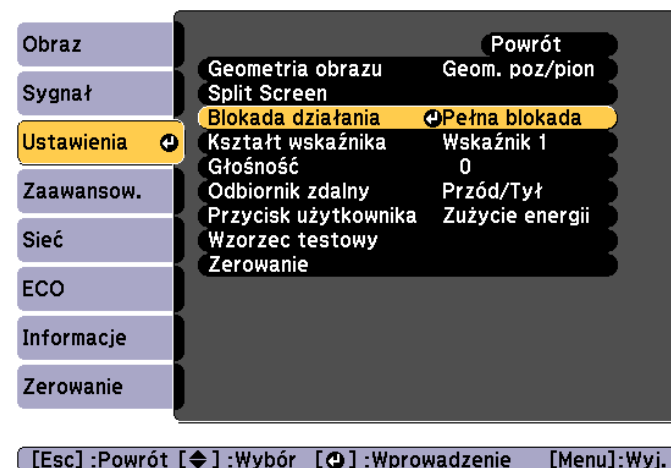 Obraz
Sygnał
Ustawienia
Zaawansow.
Sieć
ECO
Informacje
Zerowanie
Powrót
Geometria obrazu Geom. poz/pion
Split Screen
Blokada działania Pełna blokada
Kształt wskaźnika Wskaźnik 1
Głośność 0
Odbiornik zdalny Przód/Tył
Przycisk użytkownika Zużycie energii
Wzorzec testowy
Zerowanie
[Esc] :Powrót [◆] :Wybór [⏎] :Wprowadzenie [Menu]:Wyj.